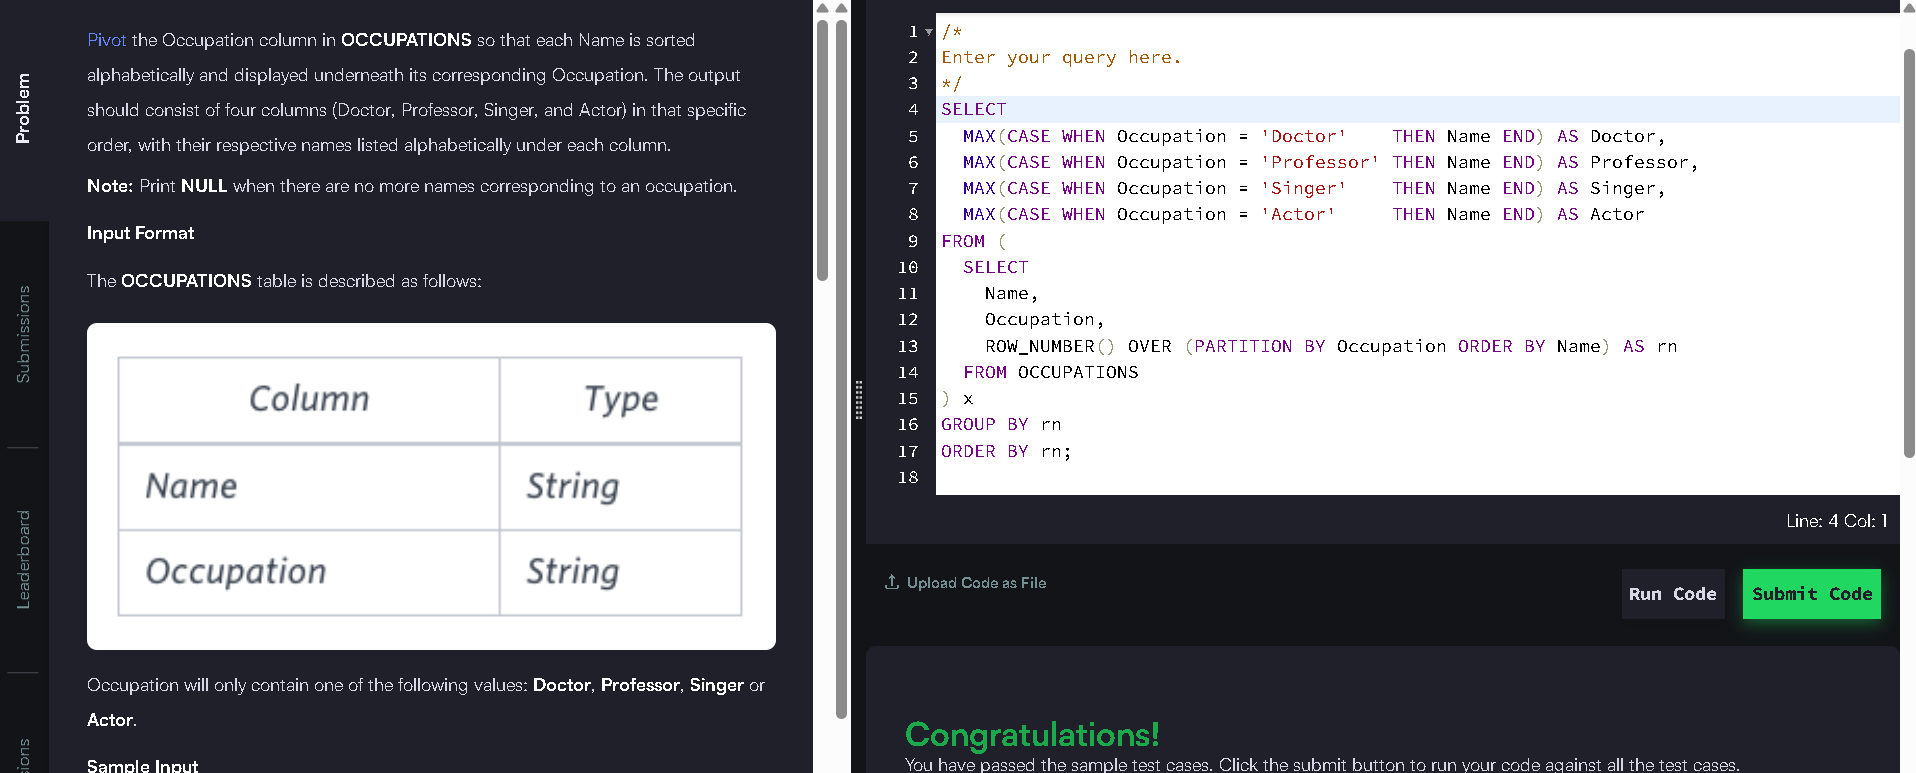 Problem
Submissions
Leaderboard
Pivot the Occupation column in OCCUPATIONS so that each Name is sorted
alphabetically and displayed underneath its corresponding Occupation. The output
should consist of four columns (Doctor, Professor, Singer, and Actor) in that specific
order, with their respective names listed alphabetically under each column.
Note: Print NULL when there are no more names corresponding to an occupation.
Input Format
The OCCUPATIONS table is described as follows:
Column Type
Name String
Occupation String
Occupation will only contain one of the following values: Doctor, Professor, Singer or
Actor.
Sample Input
1 /*
2 Enter your query here.
3 */
4 SELECT
5 MAX(CASE WHEN Occupation = 'Doctor' THEN Name END) AS Doctor,
6 MAX(CASE WHEN Occupation = 'Professor' THEN Name END) AS Professor,
7 MAX(CASE WHEN Occupation = 'Singer' THEN Name END) AS Singer,
8 MAX(CASE WHEN Occupation = 'Actor' THEN Name END) AS Actor
9 FROM (
10 SELECT
11 Name,
12 Occupation,
13 ROW_NUMBER() OVER (PARTITION BY Occupation ORDER BY Name) AS rn
14 FROM OCCUPATIONS
15 ) x
16 GROUP BY rn
17 ORDER BY rn;
18
Line: 4 Col: 1
Upload Code as File
Run Code
Submit Code
Congratulations!
You have passed the sample test cases. Click the submit button to run your code against all the test cases.